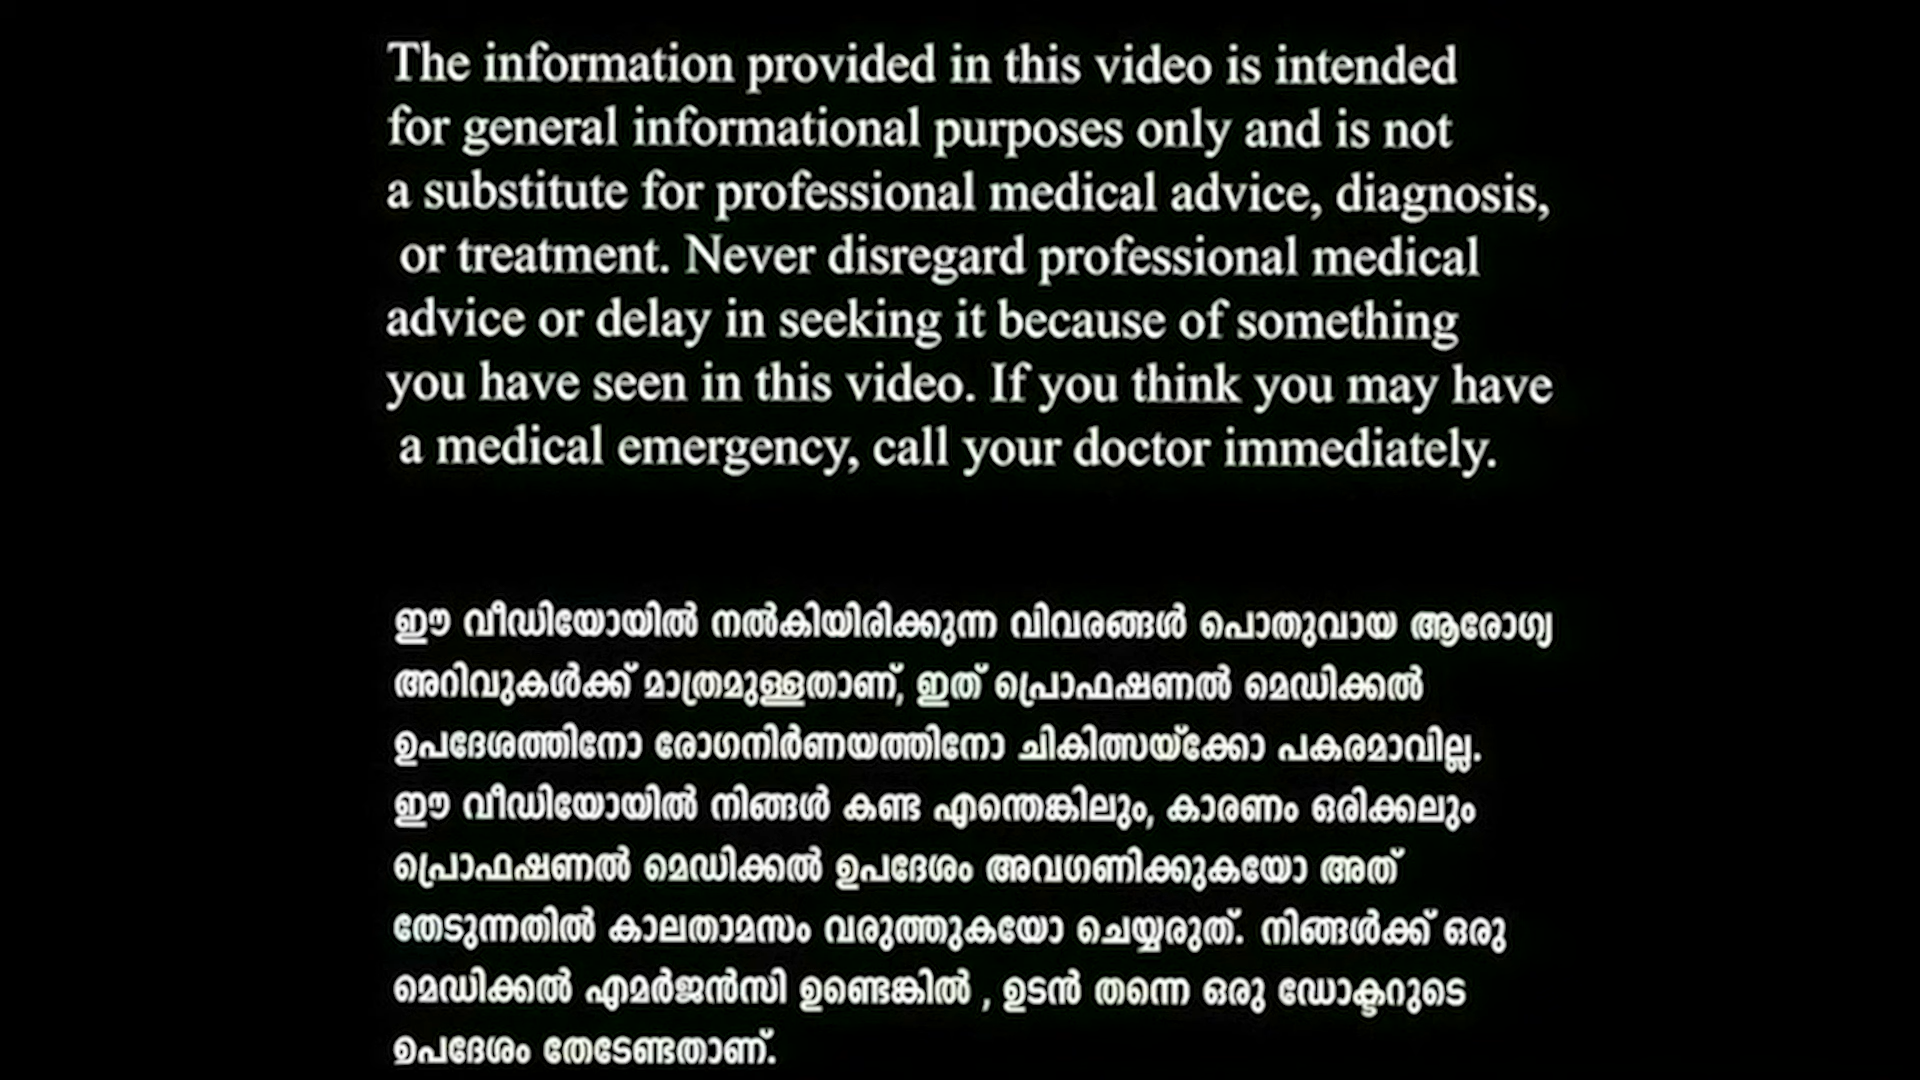 The information provided in this video is intended
for general informational purposes only and is not
a substitute for professional medical advice, diagnosis,
or treatment. Never disregard professional medical
advice or delay in seeking it because of something
you have seen in this video. If you think you may have
a medical emergency, call your doctor immediately.
ഈ വീഡിയോയിൽ നൽകിയിരിക്കുന്ന വിവരങ്ങൾ പൊതുവായ ആരോഗ്യ
അറിവുകൾക്ക് മാത്രമുള്ളതാണ്, ഇത് പ്രൊഫഷണൽ മെഡിക്കൽ
ഉപദേശത്തിനോ രോഗനിർണയത്തിനോ ചികിത്സയ്ക്കോ പകരമാവില്ല.
ഈ വീഡിയോയിൽ നിങ്ങൾ കണ്ട എന്തെങ്കിലും, കാരണം ഒരിക്കലും
പ്രൊഫഷണൽ മെഡിക്കൽ ഉപദേശം അവഗണിക്കുകയോ അത്
തേടുന്നതിൽ കാലതാമസം വരുത്തുകയോ ചെയ്യരുത്. നിങ്ങൾക്ക് ഒരു
മെഡിക്കൽ എമർജൻസി ഉണ്ടെങ്കിൽ , ഉടൻ തന്നെ ഒരു ഡോക്ടറുടെ
ഉപദേശം തേടേണ്ടതാണ്.